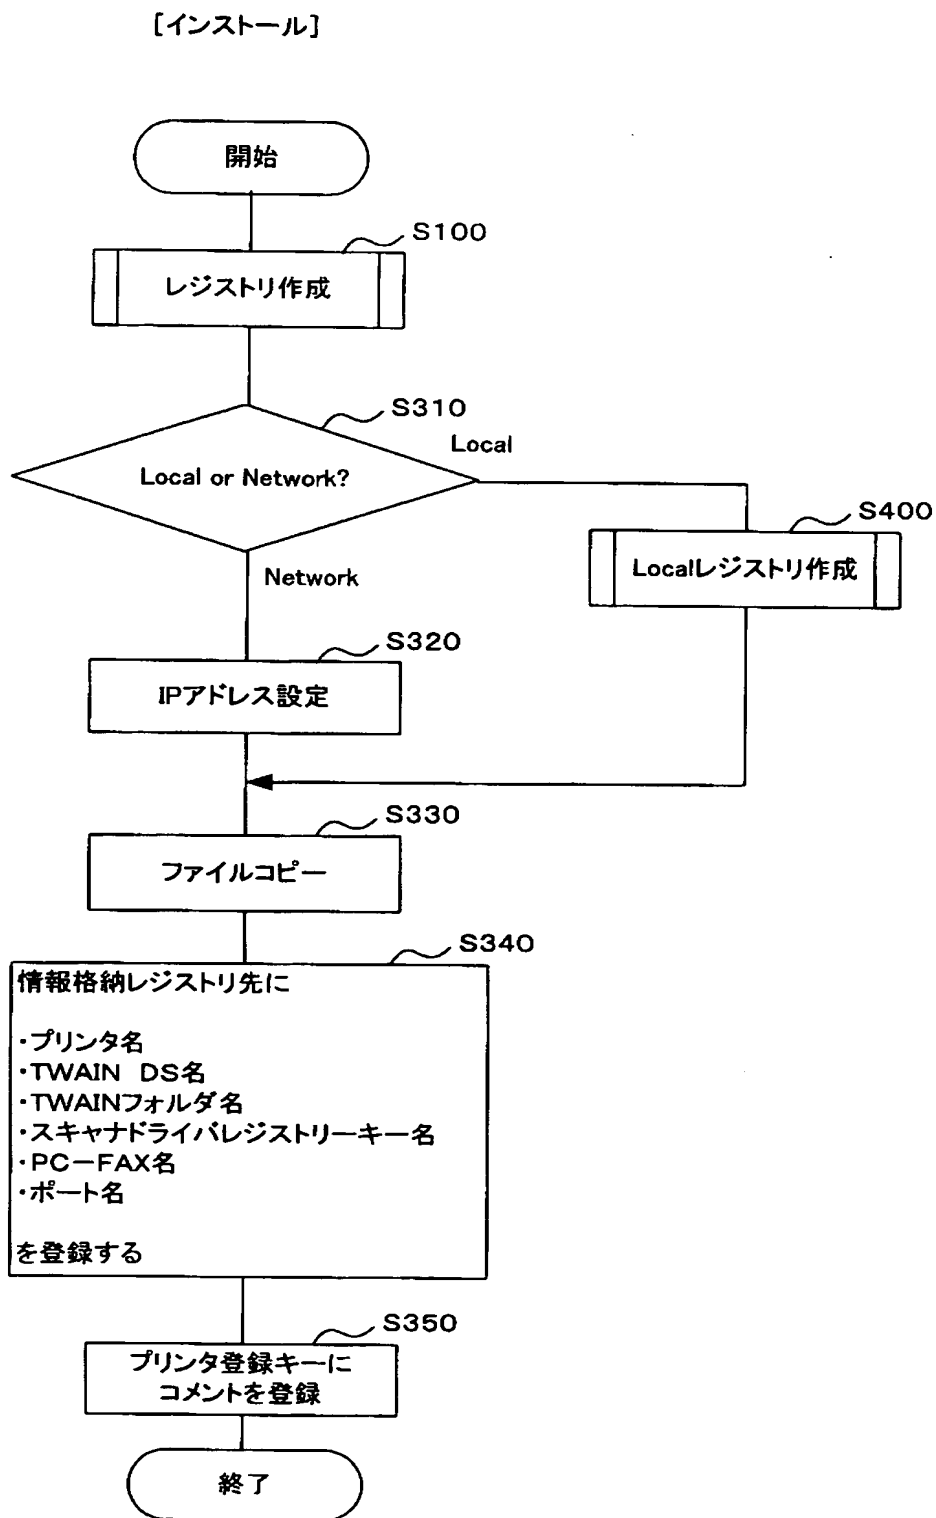 [インストール]
開始
S100
レジストリ作成
S310
Local
Local or Network?
S400
Localレジストリ作成
Network
S320
IPアドレス設定
S330
ファイルコピー
S340
情報格納レジストリ先に
・プリンタ名
・TWAIN　DS名
・TWAINフォルダ名
・スキャナドライバレジストリーキー名
・PC－FAX名
・ポート名
を登録する
S350
プリンタ登録キーに
コメントを登録
終了